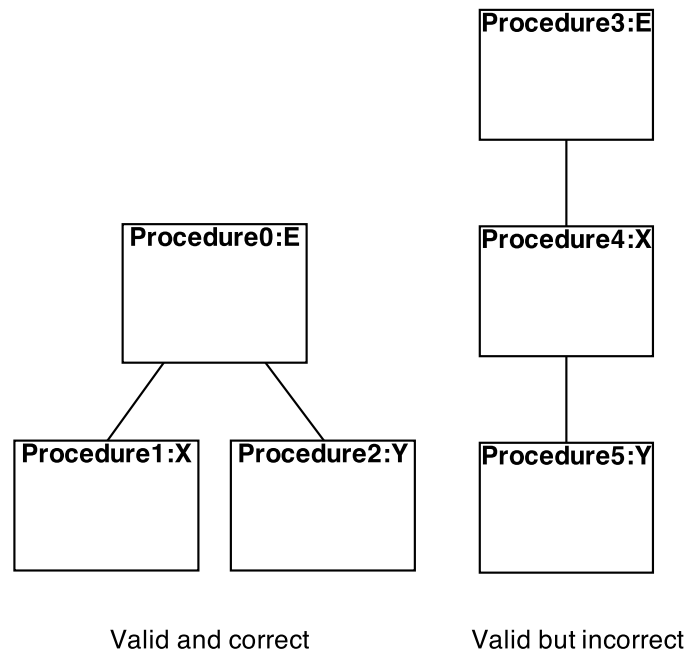 Procedure3:E
Procedure0:E
Procedure4:X
Procedure1:X
Procedure2:Y
Procedure5:Y
Valid and correct
Valid but incorrect